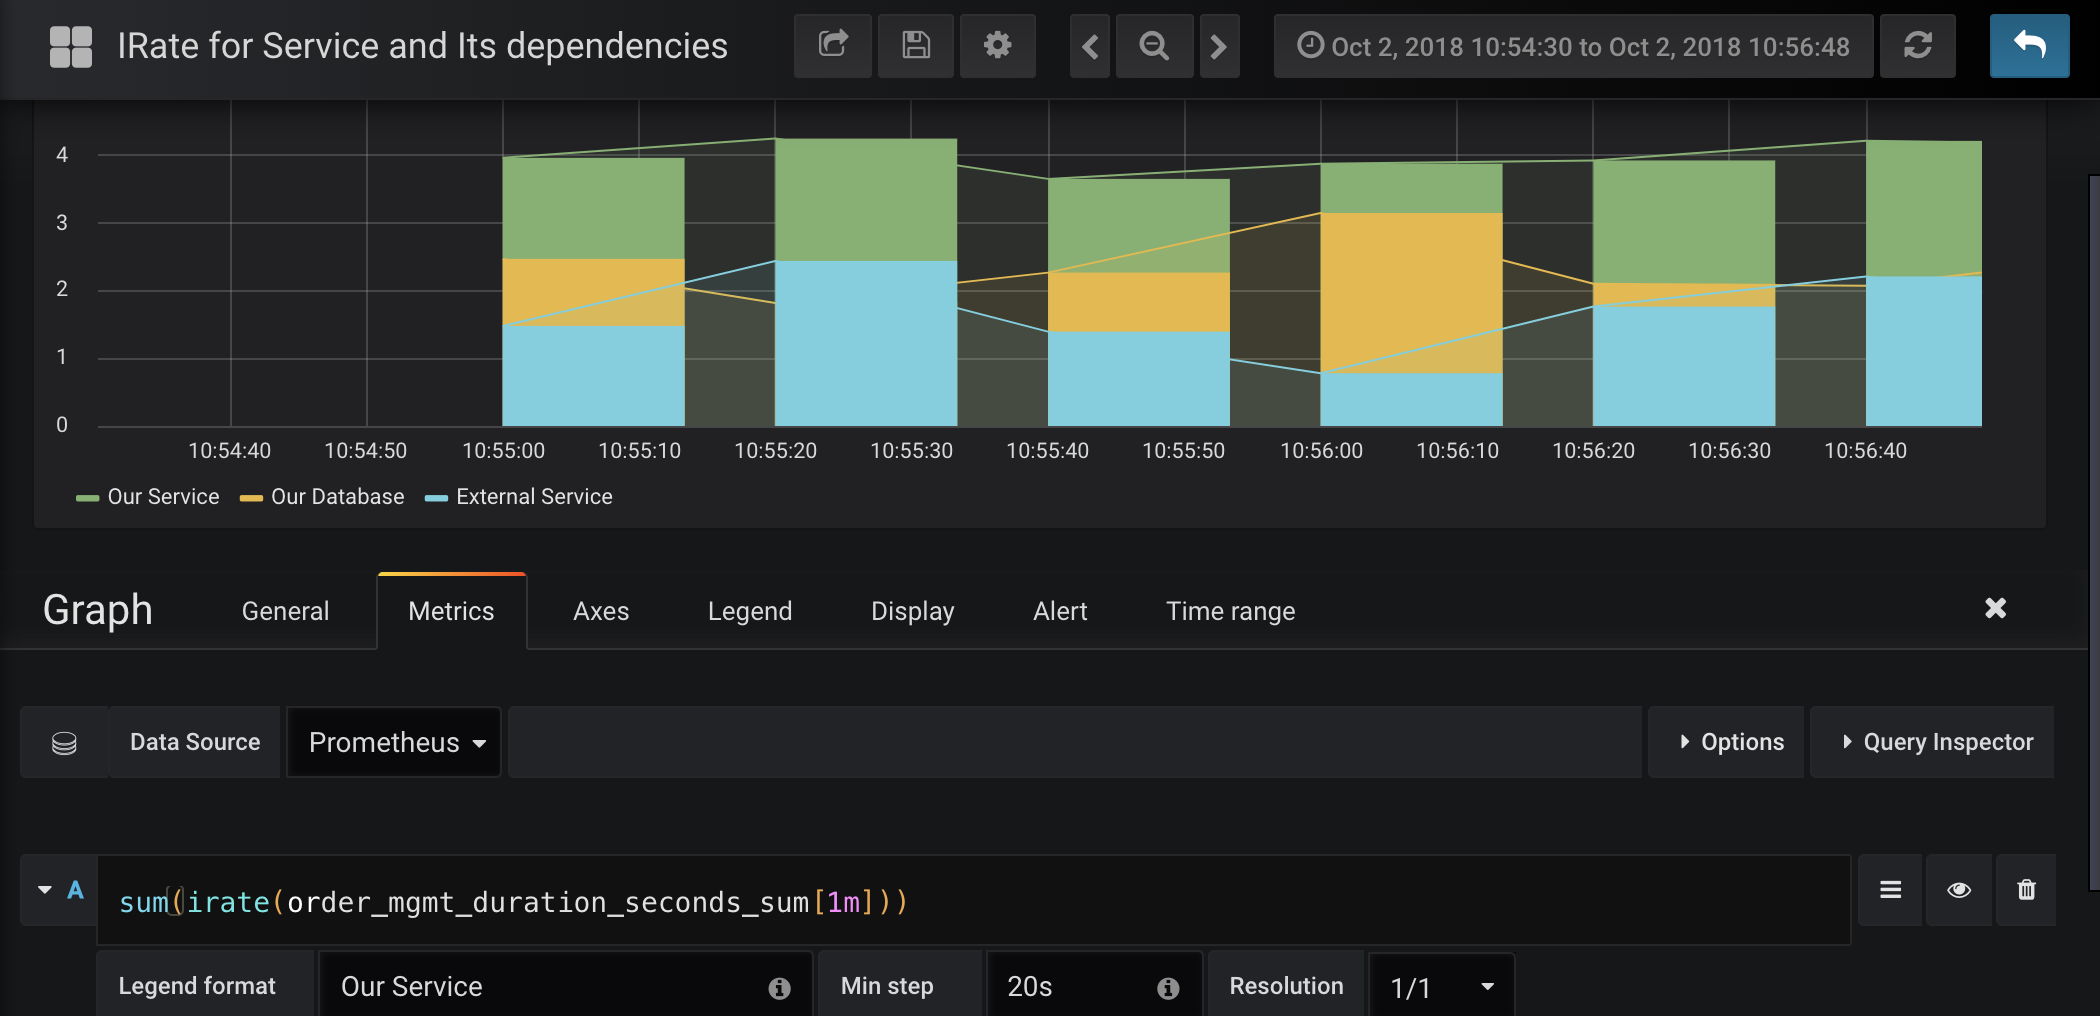 IRate for Service and Its dependencies
Oct 2, 2018 10:54:30 to Oct 2, 2018 10:56:48
4
3
2
1
0
10:54:40 10:54:50 10:55:00 10:55:10 10:55:20 10:55:30 10:55:40 10:55:50 10:56:00 10:56:10 10:56:20 10:56:30 10:56:40
Our Service Our Database External Service
Graph General Metrics Axes Legend Display Alert Time range
Data Source Prometheus Options Query Inspector
A sum(irate(order_mgmt_duration_seconds_sum[1m]))
Legend format Our Service Min step 20s Resolution 1/1